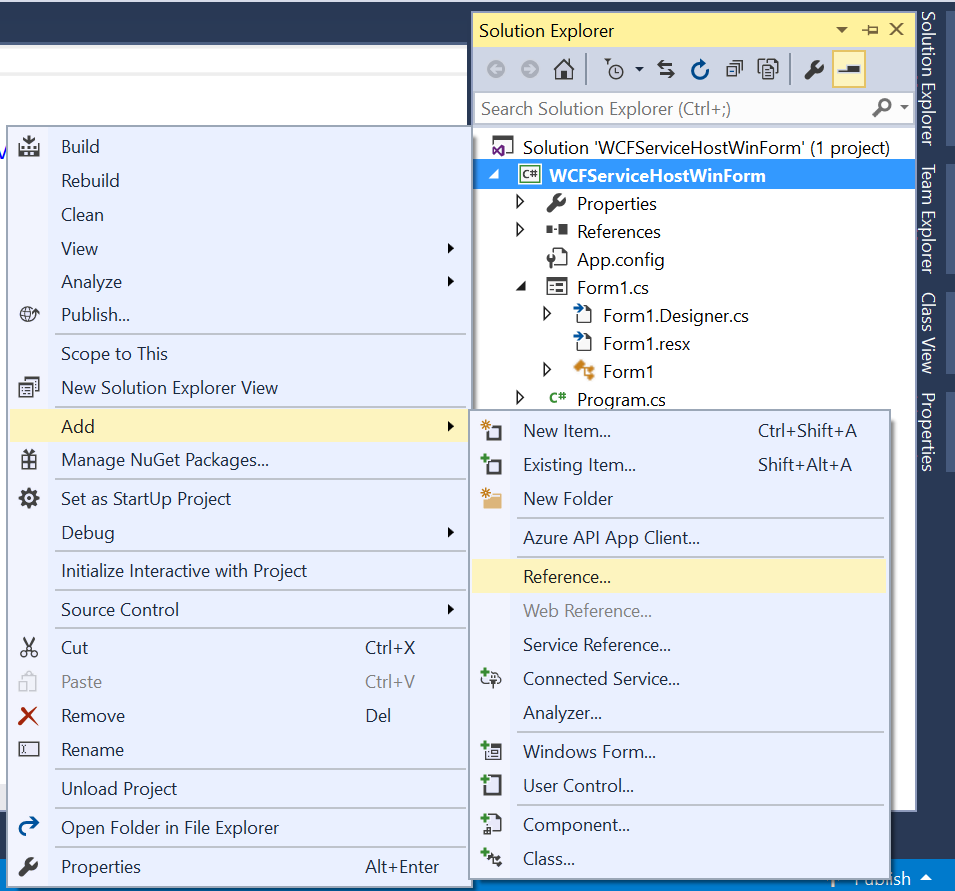 Solution Explorer
Search Solution Explorer (Ctrl+;)
Solution 'WCFServiceHostWinForm' (1 project)
C# WCFServiceHostWinForm
Properties
References
App.config
Form1.cs
Form1.Designer.cs
Form1.resx
Form1
C# Program.cs
Build
Rebuild
Clean
View
Analyze
Publish...
Scope to This
New Solution Explorer View
Add
Manage NuGet Packages...
Set as StartUp Project
Debug
Initialize Interactive with Project
Source Control
Cut Ctrl+X
Paste Ctrl+V
Remove Del
Rename
Unload Project
Open Folder in File Explorer
Properties Alt+Enter
New Item... Ctrl+Shift+A
Existing Item... Shift+Alt+A
New Folder
Azure API App Client...
Reference...
Web Reference...
Service Reference...
Connected Service...
Analyzer...
Windows Form...
User Control...
Component...
Class...
Solution Explorer
Team Explorer
Class View
Properties
Publish